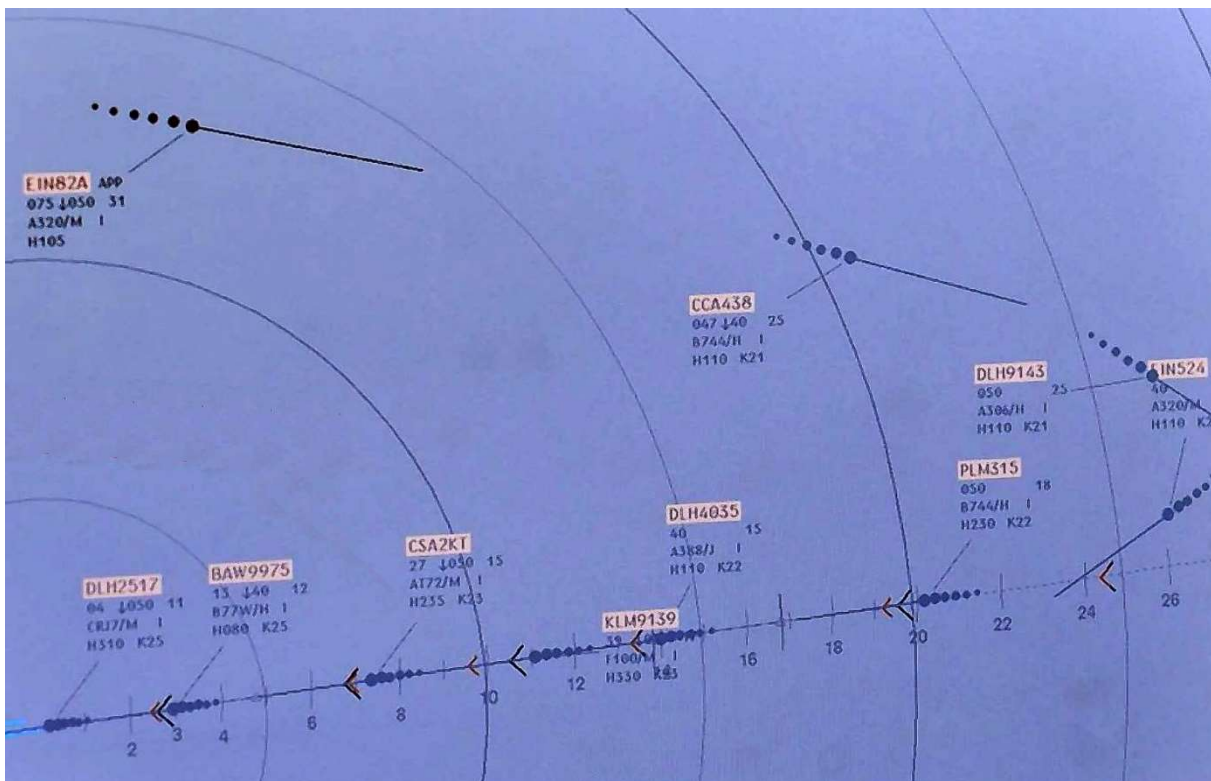 EIN82A APP
075 ↓050 31
A320/M I
H105
CCA438
047 ↓40 25
B744/H I
H110 K21
DLH9143
050 25
A306/H I
H110 K21
EIN524
40
A320/M
H110
PLM315
050 18
B744/H I
H230 K22
DLH4035
40 15
A388/J I
H110 K22
CSA2KT
27 ↓050 15
AT72/M I
H235 K23
BAW9975
13 ↓40 12
B77W/H I
H080 K25
DLH2517
04 ↓050 11
CRJ7/M I
H310 K25
KLM9139
F100/M I
H330 K23
2 3 4 6 8 10 12 16 18 20 22 24 26